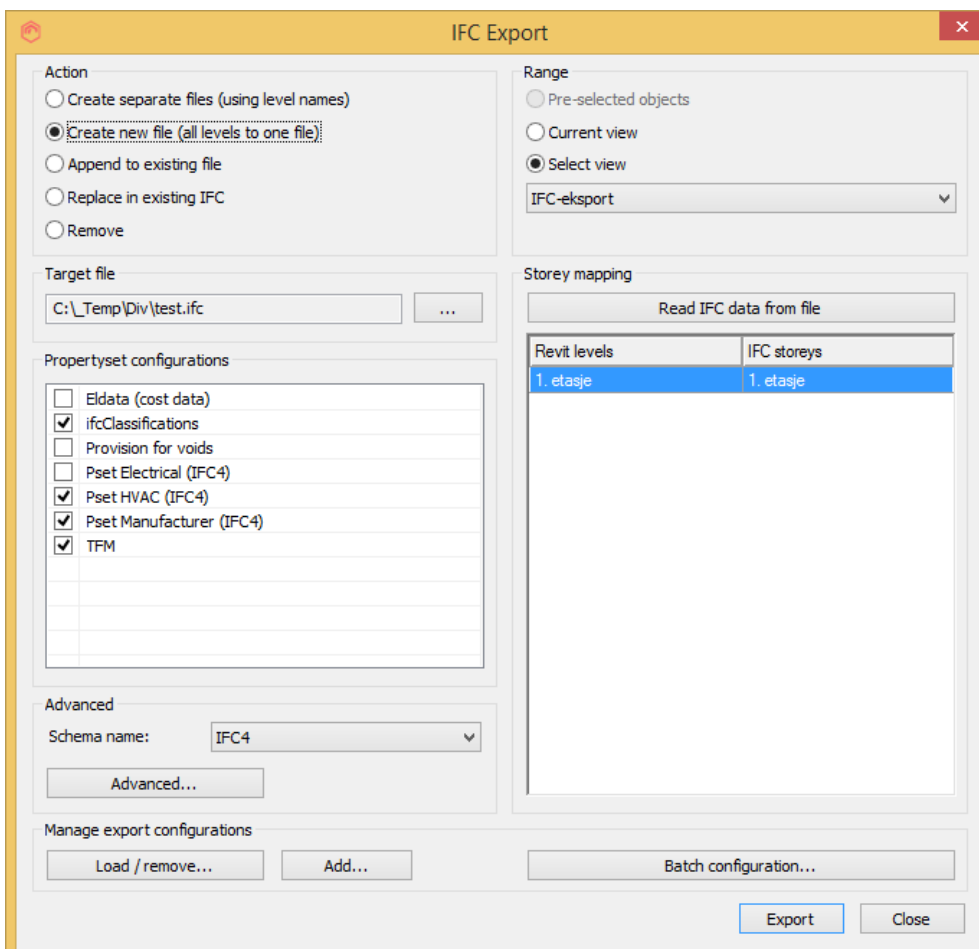 IFC Export
Action
Create separate files (using level names)
Create new file (all levels to one file)
Append to existing file
Replace in existing IFC
Remove
Range
Pre-selected objects
Current view
Select view
IFC-eksport
Target file
C:\_Temp\Div\test.ifc
...
Storey mapping
Read IFC data from file
Revit levels IFC storeys
1. etasje 1. etasje
Propertyset configurations
Eldata (cost data)
ifcClassifications
Provision for voids
Pset Electrical (IFC4)
Pset HVAC (IFC4)
Pset Manufacturer (IFC4)
TFM
Advanced
Schema name: IFC4
Advanced...
Manage export configurations
Load / remove... Add... Batch configuration...
Export Close